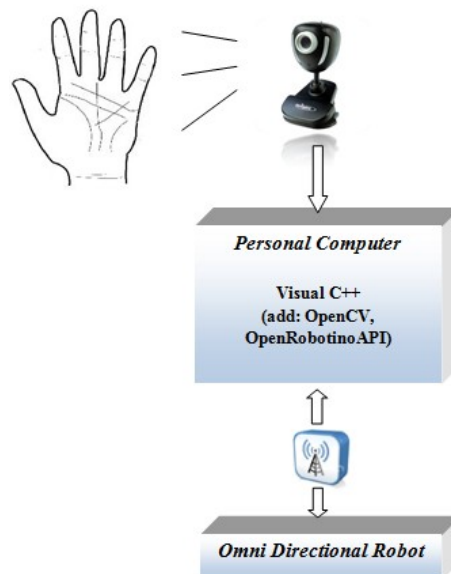 Personal Computer
Visual C++
(add: OpenCV,
OpenRobotinoAPI)
Omni Directional Robot